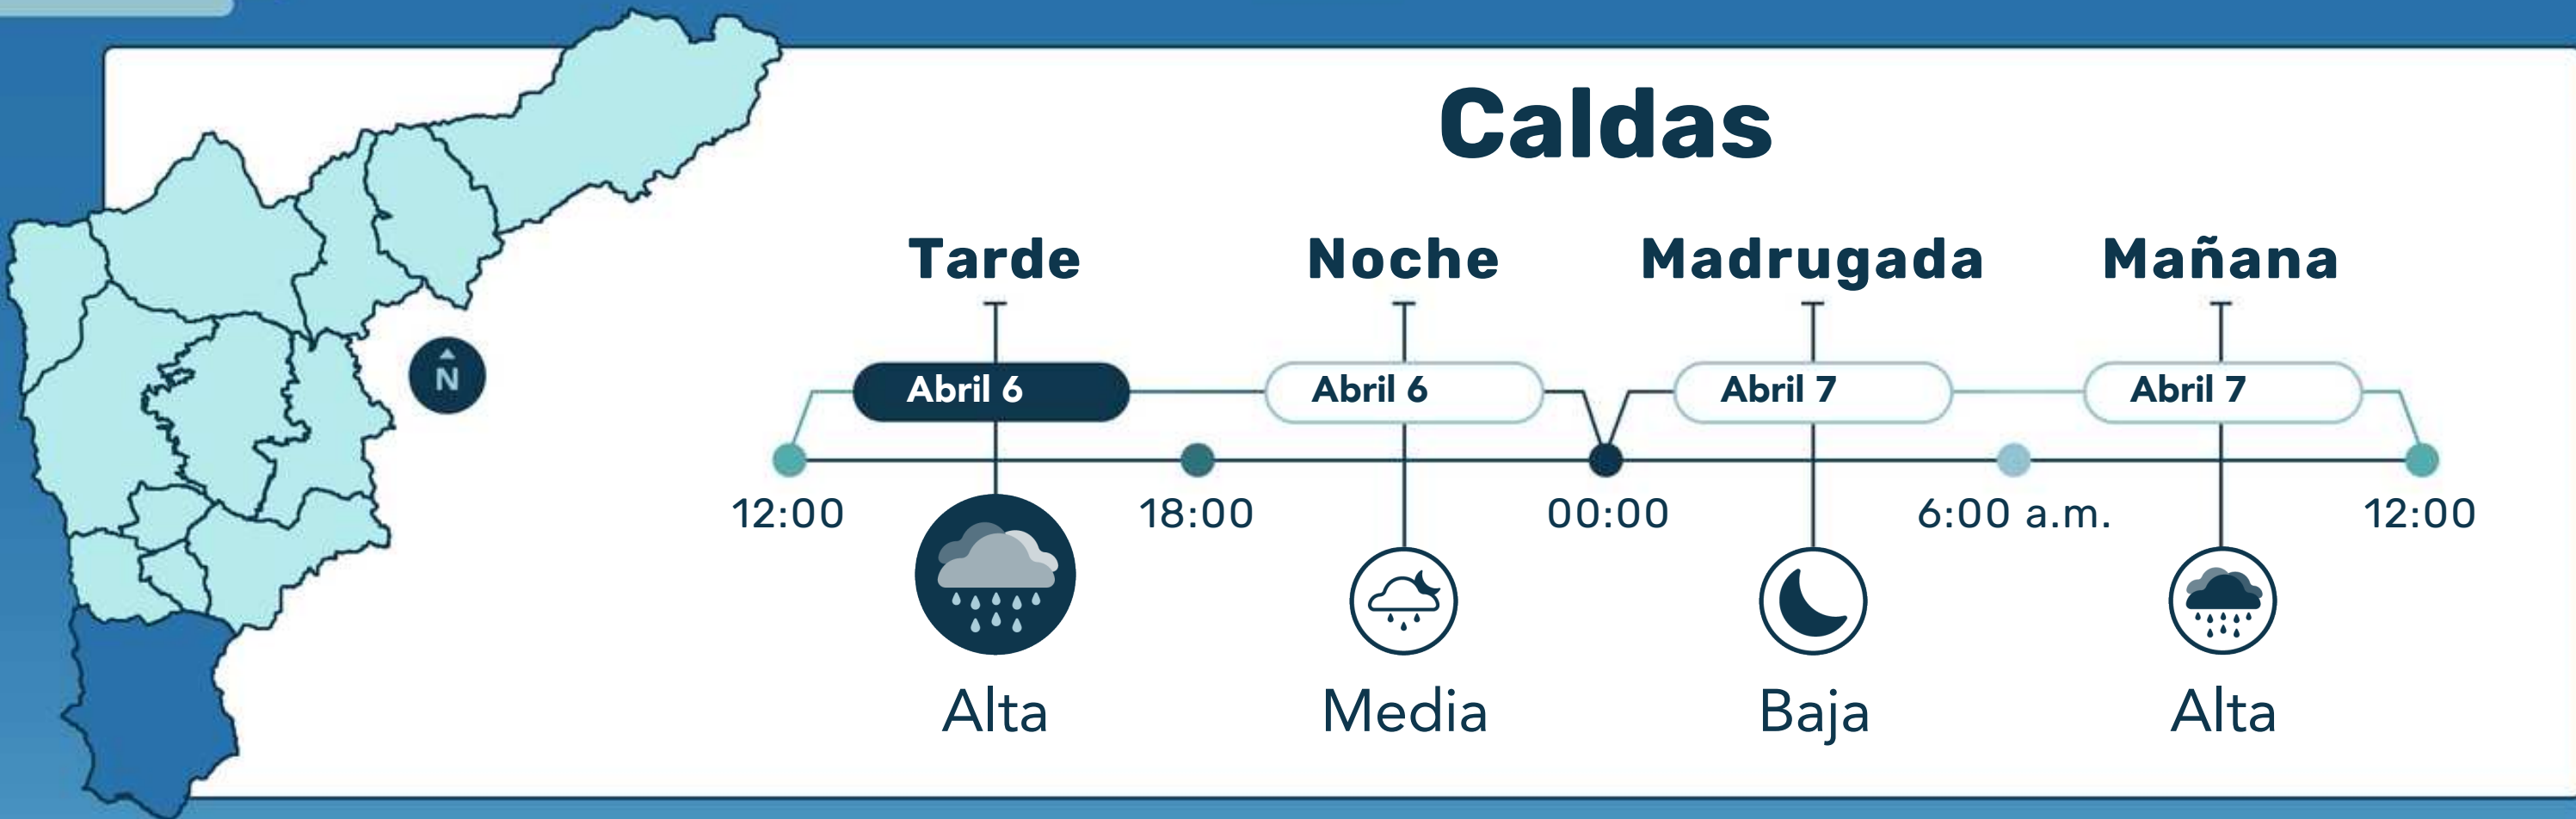 Caldas
Tarde
Noche
Madrugada
Mañana
Abril 6
Abril 6
Abril 7
Abril 7
N
12:00
18:00
00:00
6:00 a.m.
12:00
Alta
Media
Baja
Alta